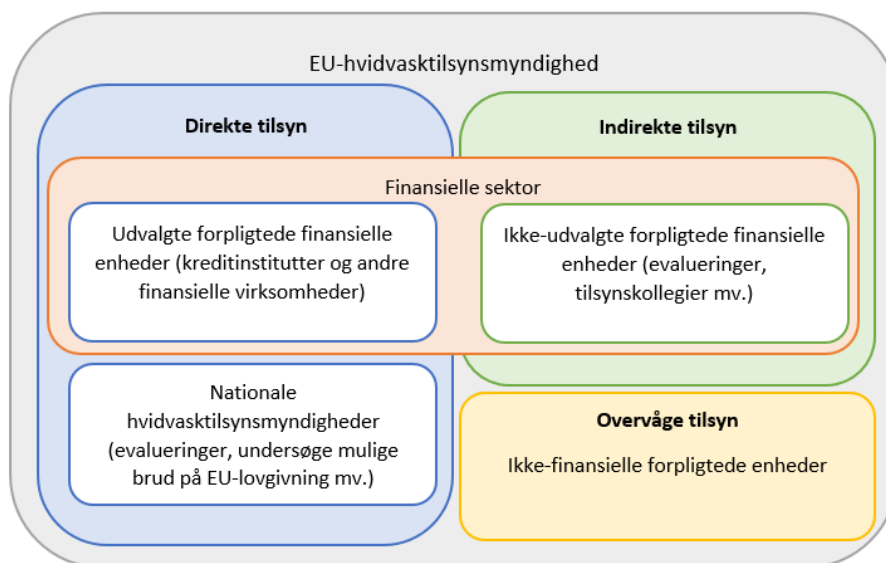 EU-hvidvasktilsynsmyndighed
Direkte tilsyn
Indirekte tilsyn
Finansielle sektor
Udvalgte forpligtede finansielle
enheder (kreditinstitutter og andre
finansielle virksomheder)
Ikke-udvalgte forpligtede finansielle
enheder (evalueringer,
tilsynskollegier mv.)
Nationale
hvidvasktilsynsmyndigheder
(evalueringer, undersøge mulige
brud på EU-lovgivning mv.)
Overvåge tilsyn
Ikke-finansielle forpligtede enheder